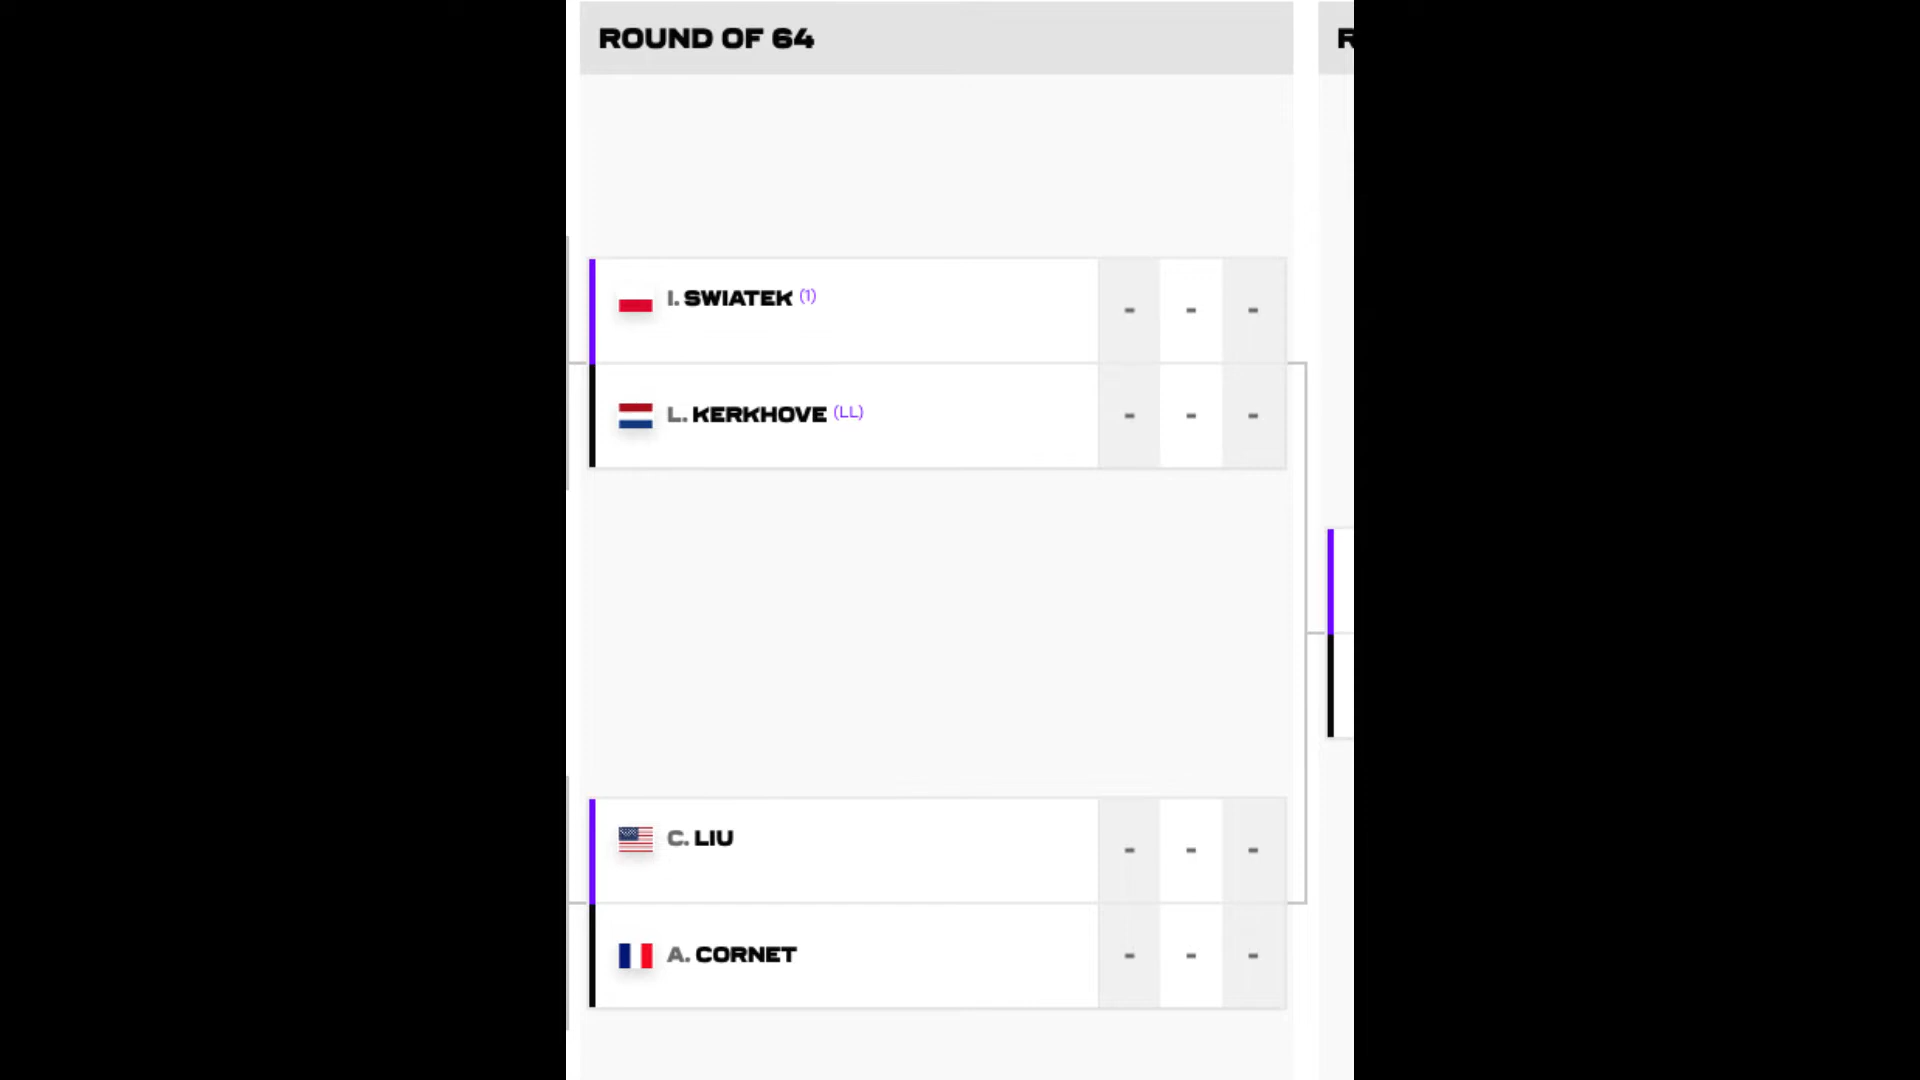 ROUND OF 64
R
I. SWIATEK (1) - - -
L. KERKHOVE (LL) - - -
C. LIU - - -
A. CORNET - - -